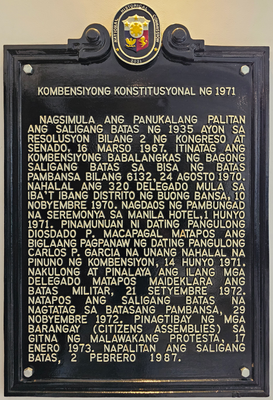 KOMBENSIYONG KONSTITUSYONAL NG 1971
NAGSIMULA ANG PANUKALANG PALITAN
ANG SALIGANG BATAS NG 1935 AYON SA
RESOLUSYON BILANG 2 NG KONGRESO AT
SENADO, 16 MARSO 1967. ITINATAG ANG
KOMBENSIYONG BABALANGKAS NG BAGONG
SALIGANG BATAS SA BISA NG BATAS
PAMBANSA BILANG 6132, 24 AGOSTO 1970.
NAHALAL ANG 320 DELEGADO MULA SA
IBA'T IBANG DISTRITO NG BUONG BANSA, 10
NOBYEMBRE 1970. NAGDAOS NG PAMBUNGAD
NA SEREMONYA SA MANILA HOTEL, 1 HUNYO
1971. PINAMUNUAN NI DATING PANGULONG
DIOSDADO P. MACAPAGAL MATAPOS ANG
BIGLAANG PAGPANAW NG DATING PANGULONG
CARLOS P. GARCIA NA UNANG NAHALAL NA
PINUNO NG KOMBENSIYON, 14 HUNYO 1971.
NAKULONG AT PINALAYA ANG ILANG MGA
DELEGADO MATAPOS MAIDEKLARA ANG
BATAS MILITAR, 21 SETYEMBRE 1972.
NATAPOS ANG SALIGANG BATAS NA
NAGTATAG SA BATASANG PAMBANSA, 29
NOBYEMBRE 1972. PINAGTIBAY NG MGA
BARANGAY (CITIZENS ASSEMBLIES) SA
GITNA NG MALAWAKANG PROTESTA, 17
ENERO 1973. NAPALITAN ANG SALIGANG
BATAS, 2 PEBRERO 1987.